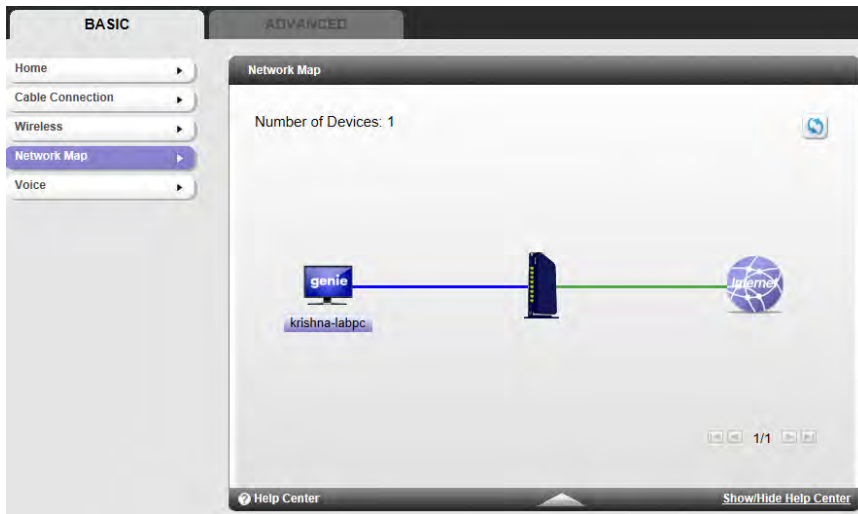 BASIC
ADVANCED
Home
Cable Connection
Wireless
Network Map
Voice
Network Map
Number of Devices: 1
genie
krishna-labpc
Internet
1/1
? Help Center
Show/Hide Help Center